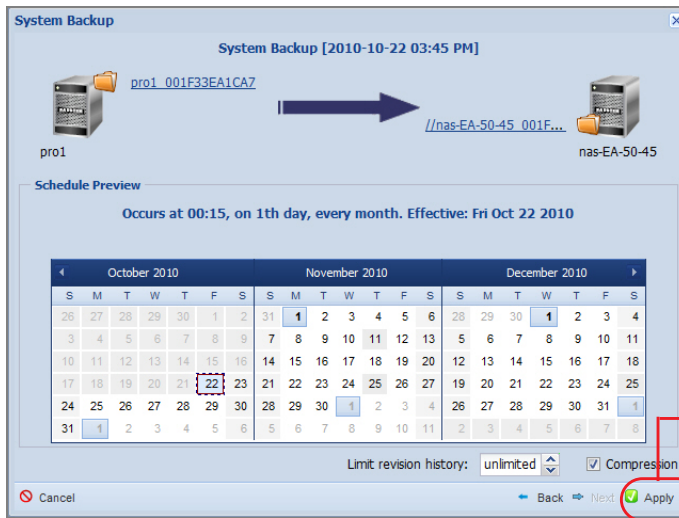 System Backup
System Backup [2010-10-22 03:45 PM]
pro1_001F33EA1CA7
//nas-EA-50-45_001F...
pro1
nas-EA-50-45
Schedule Preview
Occurs at 00:15, on 1th day, every month. Effective: Fri Oct 22 2010
October 2010 November 2010 December 2010
S M T W T F S S M T W T F S S M T W T F S
26 27 28 29 30 1 2 31 1 2 3 4 5 6 28 29 30 1 2 3 4
3 4 5 6 7 8 9 7 8 9 10 11 12 13 5 6 7 8 9 10 11
10 11 12 13 14 15 16 14 15 16 17 18 19 20 12 13 14 15 16 17 18
17 18 19 20 21 22 23 21 22 23 24 25 26 27 19 20 21 22 23 24 25
24 25 26 27 28 29 30 28 29 30 1 2 3 4 26 27 28 29 30 31 1
31 1 2 3 4 5 6 5 6 7 8 9 10 11 2 3 4 5 6 7 8
Limit revision history: unlimited Compression
Cancel Back Next Apply